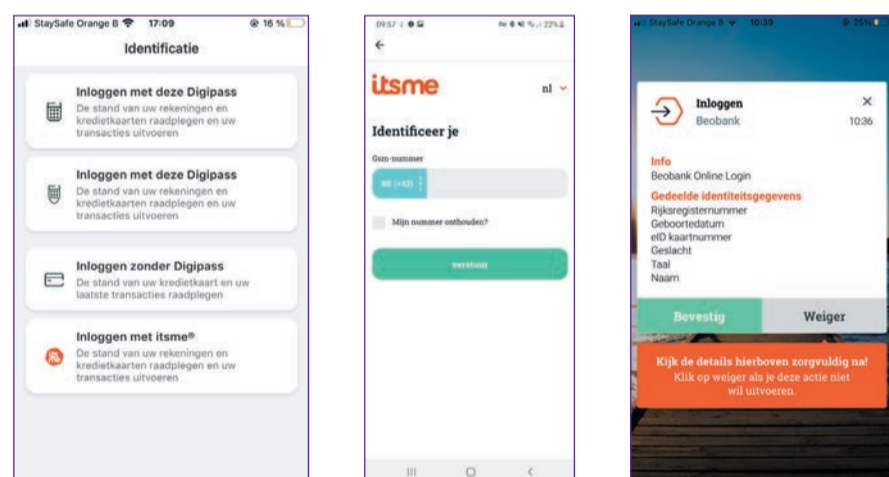 StaySafe Orange B 17:09 16 %
Identificatie
Inloggen met deze Digipass
De stand van uw rekeningen en
kredietkaarten raadplegen en uw
transacties uitvoeren
Inloggen met deze Digipass
De stand van uw rekeningen en
kredietkaarten raadplegen en uw
transacties uitvoeren
Inloggen zonder Digipass
De stand van uw kredietkaart en uw
laatste transacties raadplegen
Inloggen met itsme®
De stand van uw rekeningen en
kredietkaarten raadplegen en uw
transacties uitvoeren
09:57 22%
itsme
nl
Identificeer je
Gsm-nummer
BE (+32)
Mijn nummer onthouden?
verstuur
StaySafe Orange B 10:39 25%
Inloggen
Beobank 10:36
Info
Beobank Online Login
Gedeelde identiteitsgegevens
Rijksregisternummer
Geboortedatum
eID kaartnummer
Geslacht
Taal
Naam
Bevestig Weiger
Kijk de details hierboven zorgvuldig na!
Klik op weiger als je deze actie niet
wil uitvoeren.